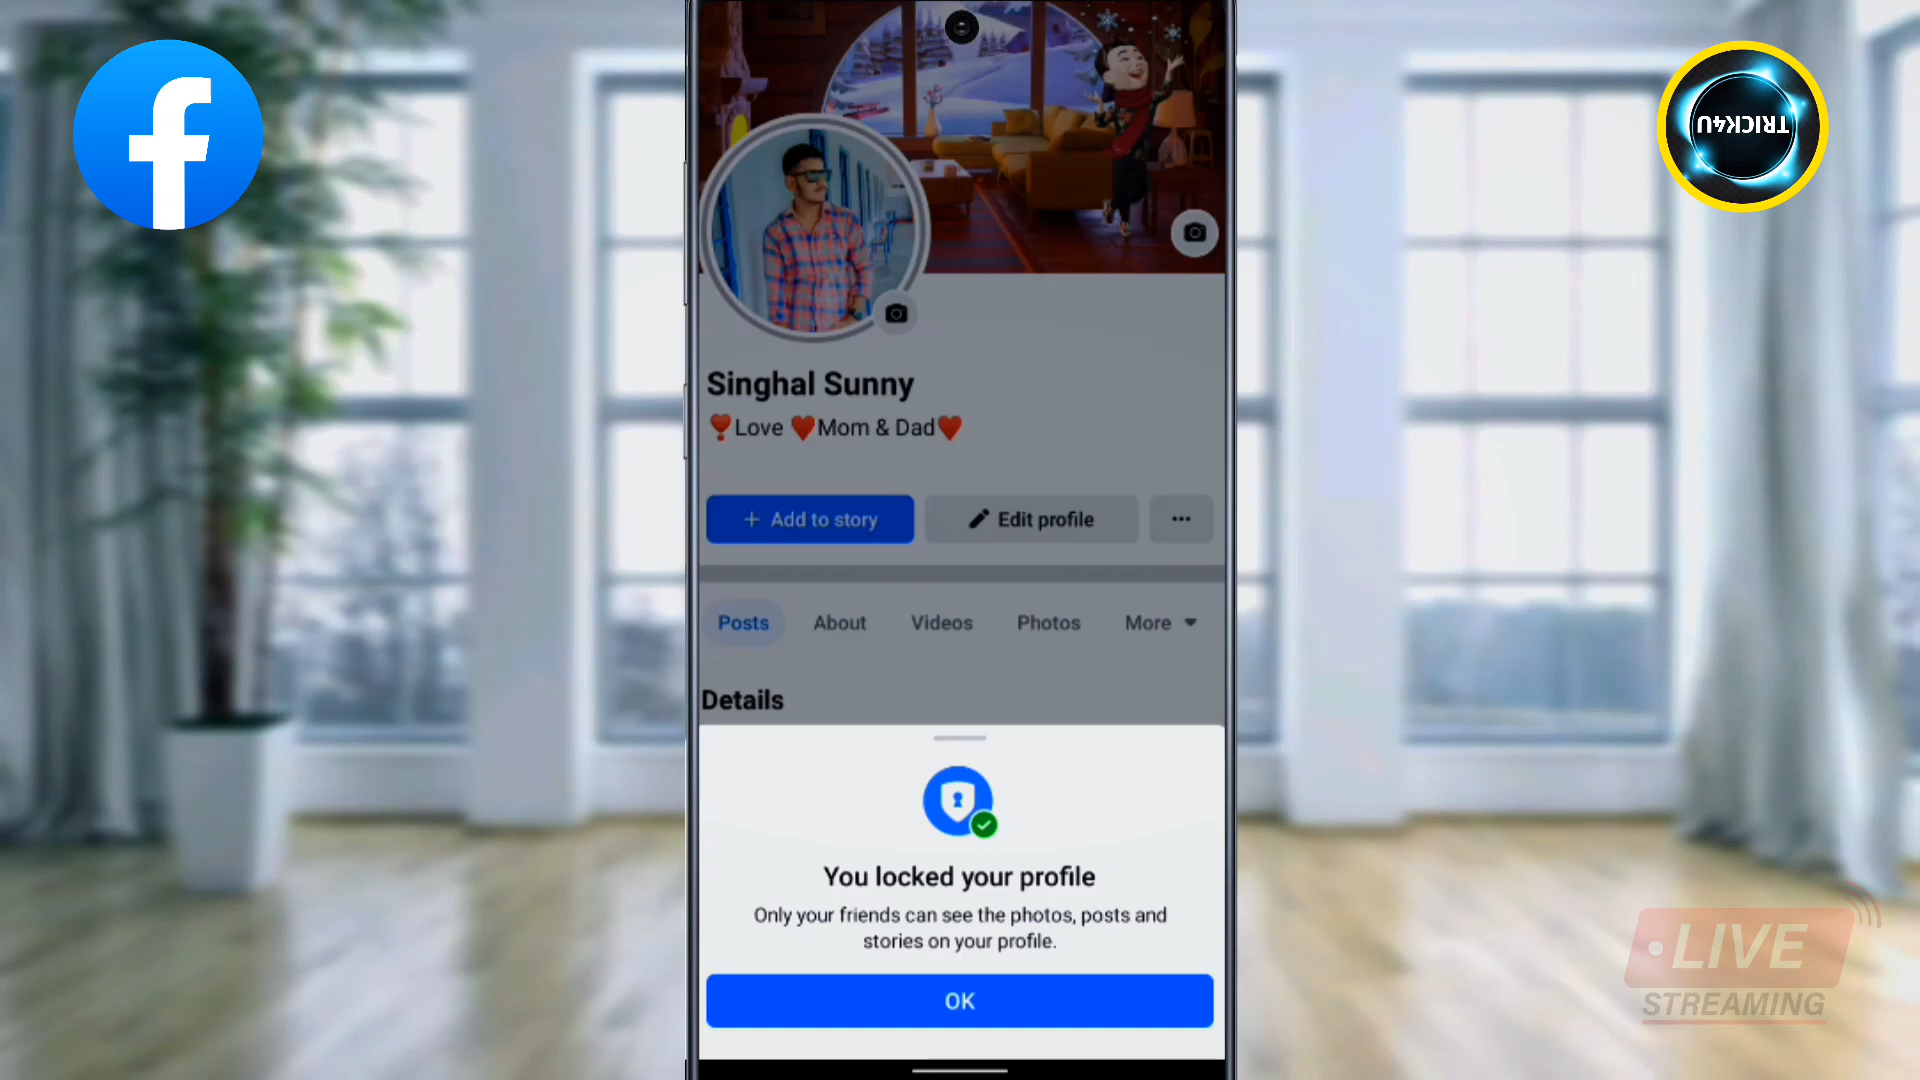 TRICK4U
Singhal Sunny
❣️Love ❤️Mom & Dad❤️
+ Add to story
Edit profile
Posts
About
Videos
Photos
More
Details
You locked your profile
Only your friends can see the photos, posts and
stories on your profile.
OK
LIVE
STREAMING